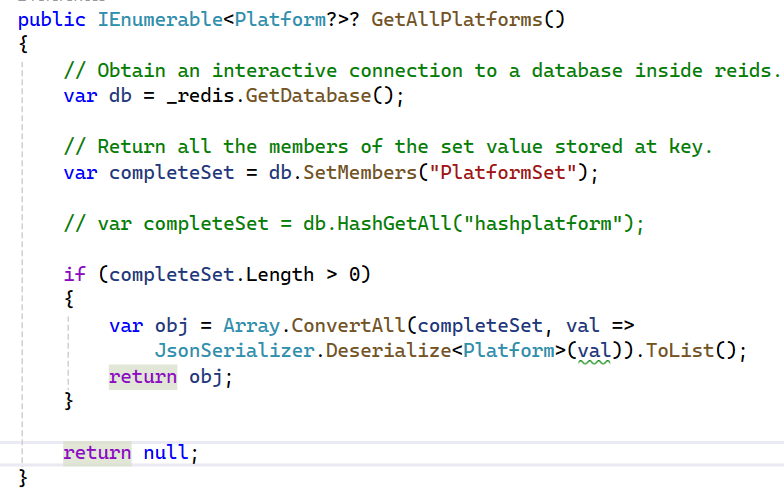 public IEnumerable<Platform?>? GetAllPlatforms()
{
    // Obtain an interactive connection to a database inside reids.
    var db = _redis.GetDatabase();

    // Return all the members of the set value stored at key.
    var completeSet = db.SetMembers("PlatformSet");

    // var completeSet = db.HashGetAll("hashplatform");

    if (completeSet.Length > 0)
    {
        var obj = Array.ConvertAll(completeSet, val =>
            JsonSerializer.Deserialize<Platform>(val)).ToList();
        return obj;
    }

    return null;
}